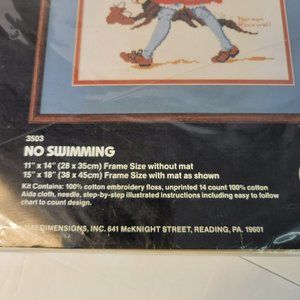 Norman
Rockwell
3503
NO SWIMMING
11" x 14" (28 x 35cm) Frame Size without mat
15" x 18" (38 x 45cm) Frame Size with mat as shown
Kit Contains: 100% cotton embroidery floss, unprinted 14 count 100% cotton
Aida cloth, needle, step-by-step illustrated instructions including easy to follow
chart to count design.
DIMENSIONS, INC. 641 McKNIGHT STREET, READING, PA. 19601